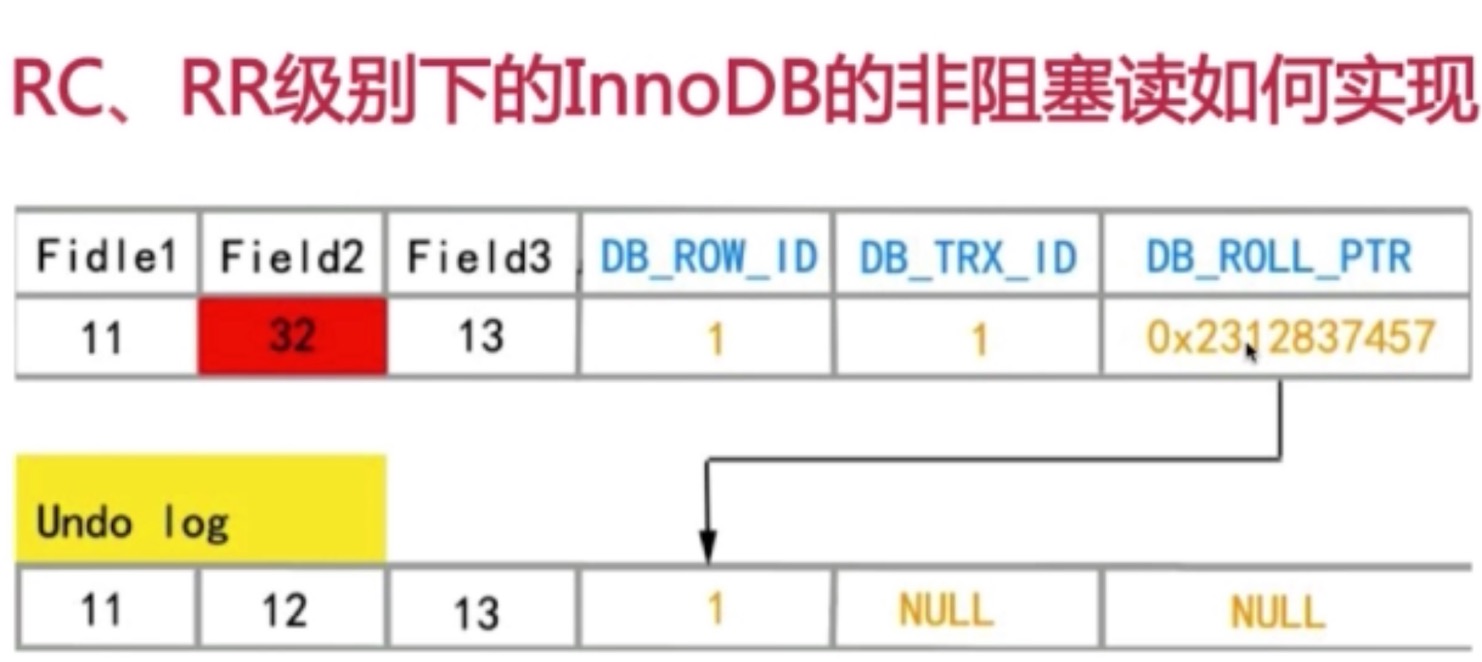 RC、RR级别下的InnoDB的非阻塞读如何实现
Fidle1 Field2 Field3 DB_ROW_ID DB_TRX_ID DB_ROLL_PTR
11 32 13 1 1 0x2312837457
Undo log
11 12 13 1 NULL NULL